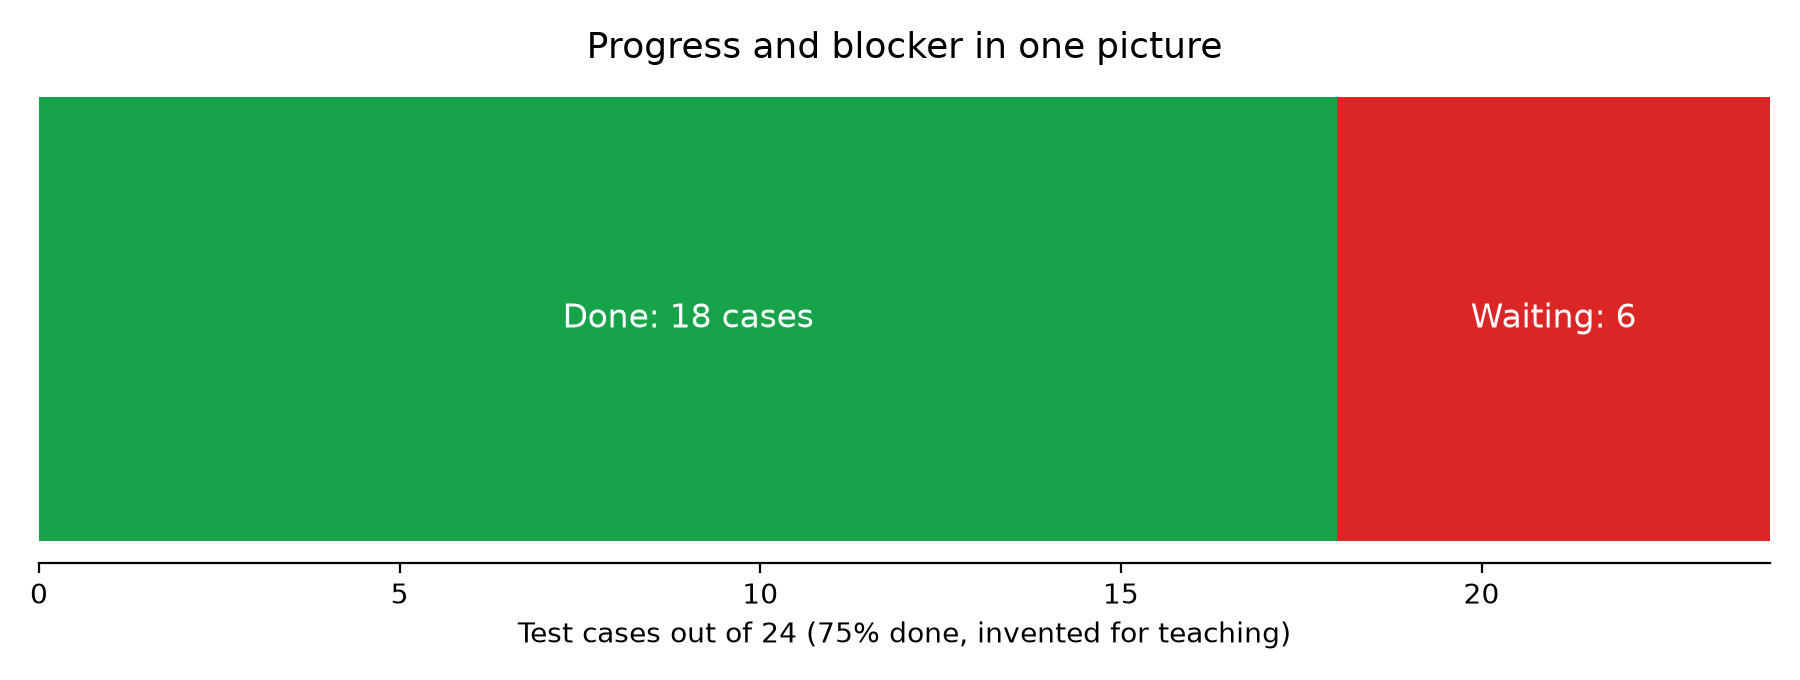 Progress and blocker in one picture
Done: 18 cases
Waiting: 6
0
5
10
15
20
Test cases out of 24 (75% done, invented for teaching)